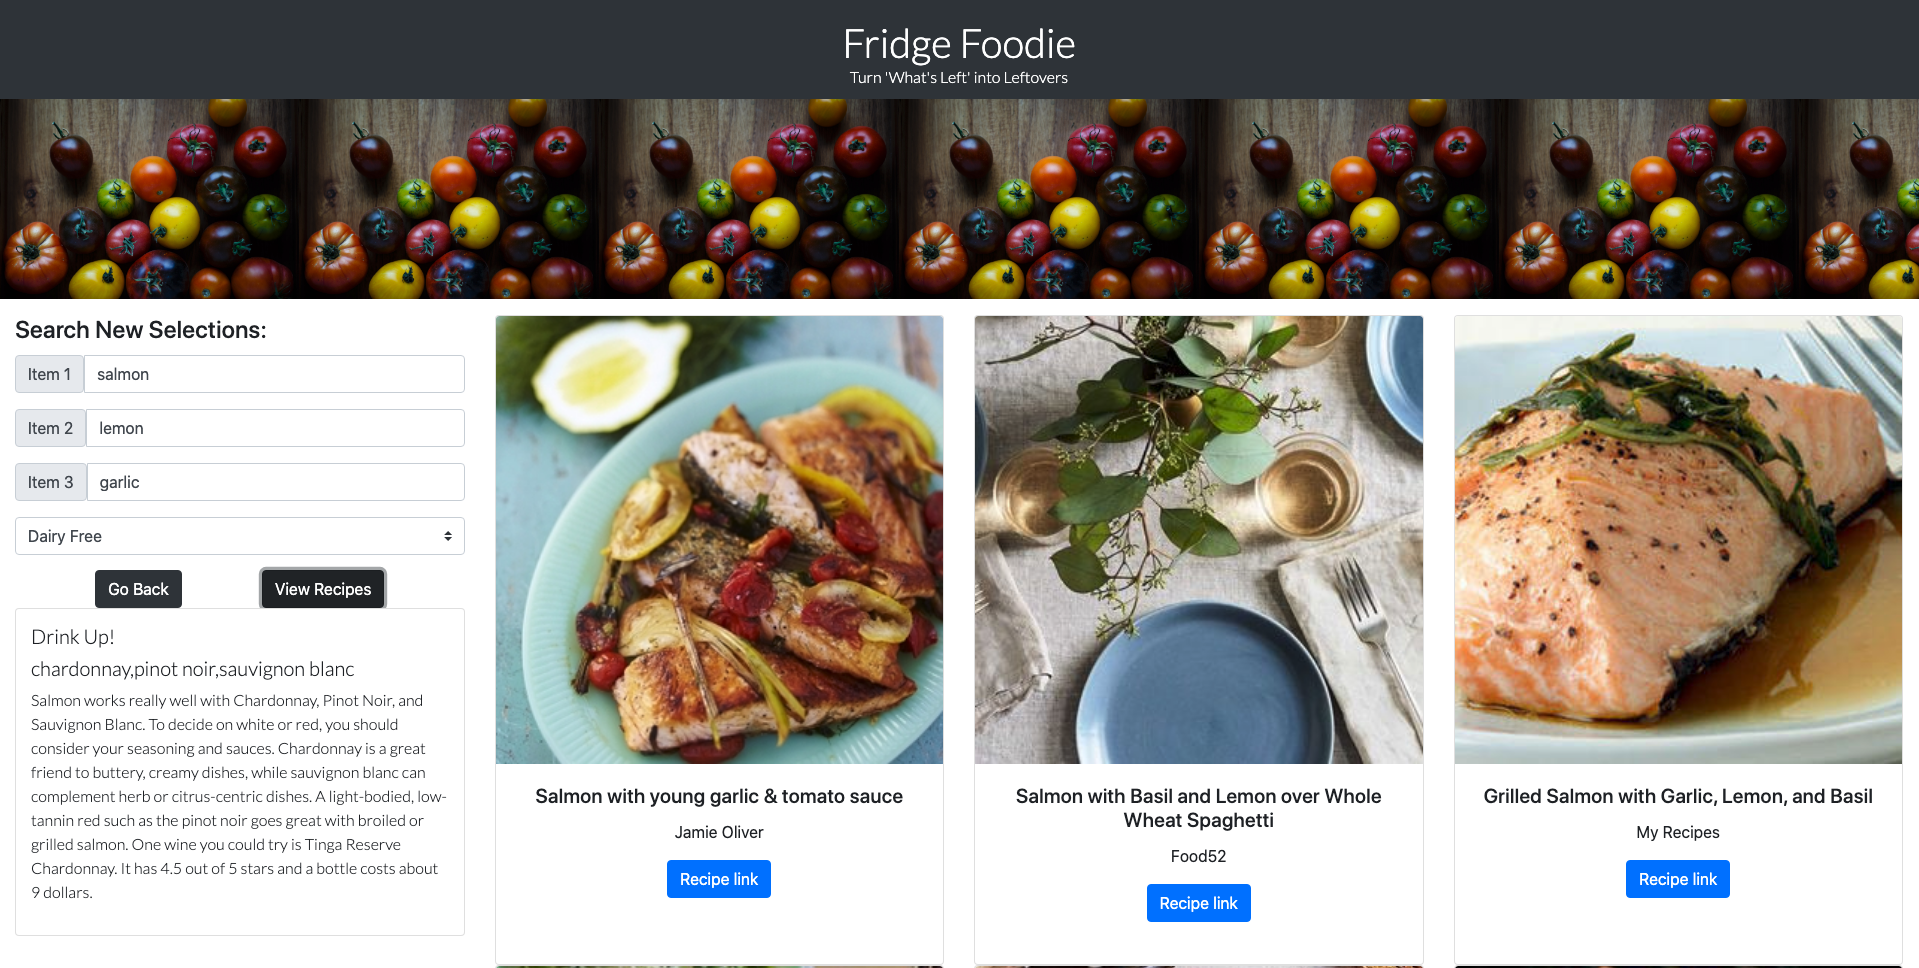 Fridge Foodie
Turn 'What's Left' into Leftovers
Search New Selections:
Item 1 salmon
Item 2 lemon
Item 3 garlic
Dairy Free
Go Back View Recipes
Drink Up!
chardonnay,pinot noir,sauvignon blanc
Salmon works really well with Chardonnay, Pinot Noir, and
Sauvignon Blanc. To decide on white or red, you should
consider your seasoning and sauces. Chardonnay is a great
friend to buttery, creamy dishes, while sauvignon blanc can
complement herb or citrus-centric dishes. A light-bodied, low-
tannin red such as the pinot noir goes great with broiled or
grilled salmon. One wine you could try is Tinga Reserve
Chardonnay. It has 4.5 out of 5 stars and a bottle costs about
9 dollars.
Salmon with young garlic & tomato sauce
Jamie Oliver
Recipe link
Salmon with Basil and Lemon over Whole
Wheat Spaghetti
Food52
Recipe link
Grilled Salmon with Garlic, Lemon, and Basil
My Recipes
Recipe link